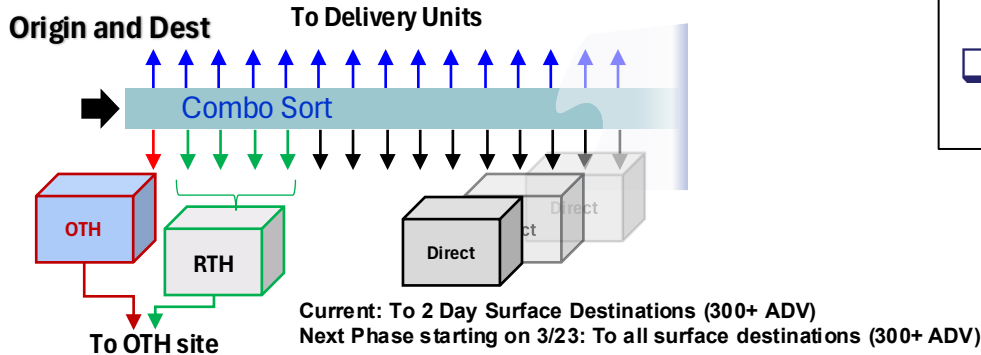 To Delivery Units
Origin and Dest
Combo Sort
OTH
RTH
Direct
ct
Direct
To OTH site
Current: To 2 Day Surface Destinations (300+ ADV)
Next Phase starting on 3/23: To all surface destinations (300+ ADV)